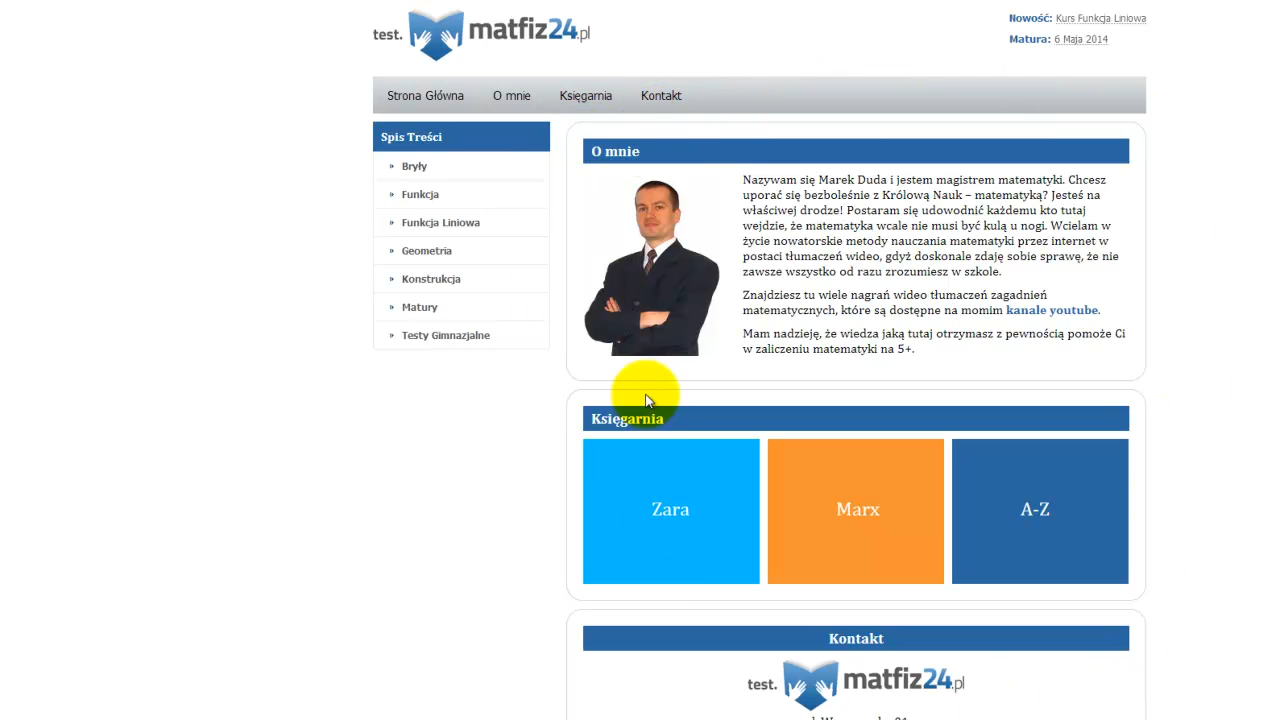 test. matfiz24.pl
Nowość: Kurs Funkcja Liniowa
Matura: 6 Maja 2014
Strona Główna O mnie Księgarnia Kontakt
Spis Treści
» Bryły
» Funkcja
» Funkcja Liniowa
» Geometria
» Konstrukcja
» Matury
» Testy Gimnazjalne
O mnie
Nazywam się Marek Duda i jestem magistrem matematyki. Chcesz
uporać się bezboleśnie z Królową Nauk – matematyką? Jesteś na
właściwej drodze! Postaram się udowodnić każdemu kto tutaj
wejdzie, że matematyka wcale nie musi być kulą u nogi. Wcielam w
życie nowatorskie metody nauczania matematyki przez internet w
postaci tłumaczeń wideo, gdyż doskonale zdaję sobie sprawę, że nie
zawsze wszystko od razu zrozumiesz w szkole.
Znajdziesz tu wiele nagrań wideo tłumaczeń zagadnień
matematycznych, które są dostępne na momim kanale youtube.
Mam nadzieję, że wiedza jaką tutaj otrzymasz z pewnością pomoże Ci
w zaliczeniu matematyki na 5+.
Księgarnia
Zara
Marx
A-Z
Kontakt
test. matfiz24.pl